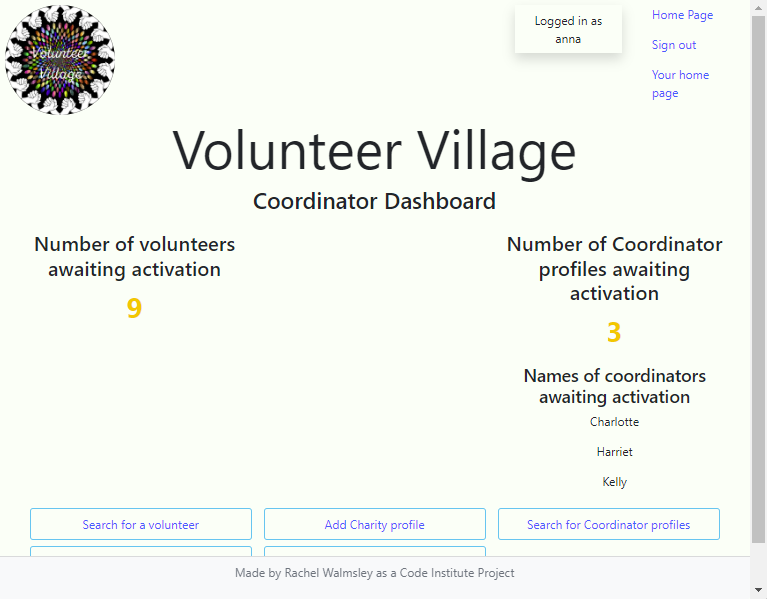 Volunteer
Village
Logged in as
anna
Home Page
Sign out
Your home
page
Volunteer Village
Coordinator Dashboard
Number of volunteers
awaiting activation
9
Number of Coordinator
profiles awaiting
activation
3
Names of coordinators
awaiting activation
Charlotte
Harriet
Kelly
Search for a volunteer
Add Charity profile
Search for Coordinator profiles
Made by Rachel Walmsley as a Code Institute Project